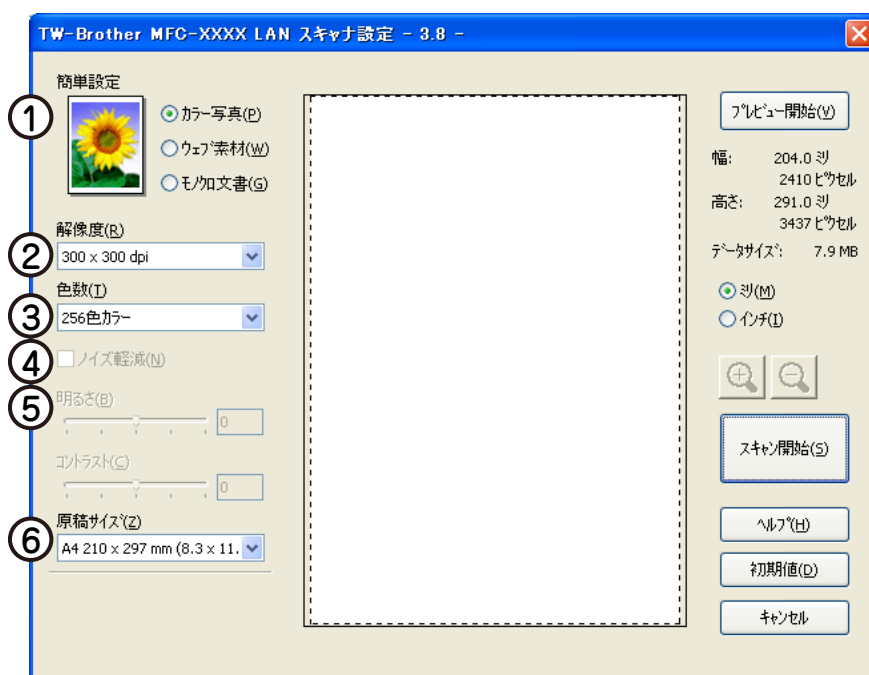 TW-Brother MFC-XXXX LAN スキャナ設定 - 3.8 -
簡単設定
①
カラー写真(P)
ウェブ素材(W)
モノクロ文書(G)
解像度(R)
② 300 x 300 dpi
色数(T)
③ 256色カラー
④ ノイズ軽減(N)
⑤ 明るさ(B)
0
コントラスト(C)
0
原稿サイズ(Z)
⑥ A4 210 x 297 mm (8.3 x 11.
プレビュー開始(V)
幅: 204.0 ミリ
2410 ピクセル
高さ: 291.0 ミリ
3437 ピクセル
データサイズ: 7.9 MB
ミリ(M)
インチ(I)
スキャン開始(S)
ヘルプ(H)
初期値(D)
キャンセル